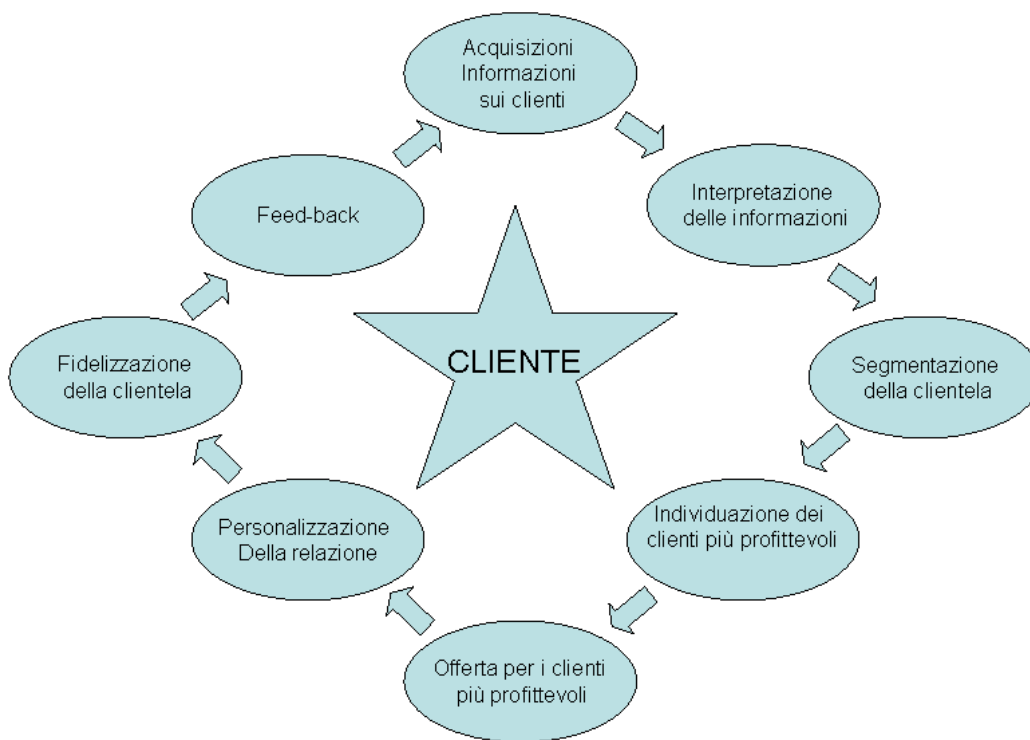 Acquisizioni
Informazioni
sui clienti
Interpretazione
delle informazioni
Segmentazione
della clientela
Individuazione dei
clienti più profittevoli
Offerta per i clienti
più profittevoli
Personalizzazione
Della relazione
Fidelizzazione
della clientela
Feed-back
CLIENTE